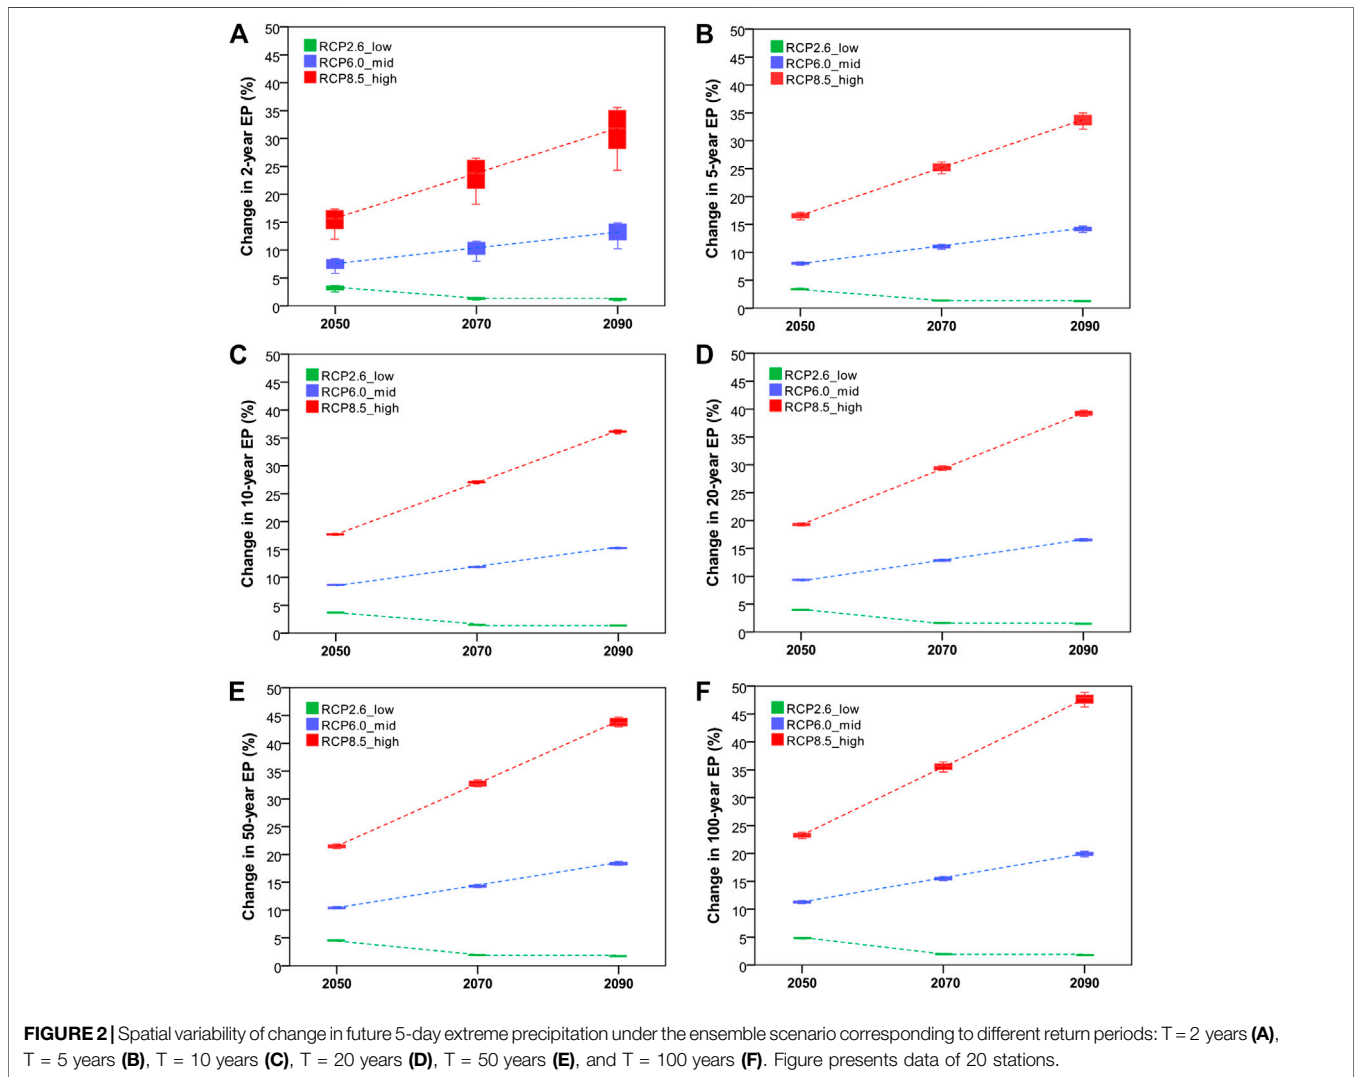 A
Change in 2-year EP (%)
50
45
40
35
30
25
20
15
10
5
0
RCP2.6_low
RCP6.0_mid
RCP8.5_high
2050 2070 2090
B
Change in 5-year EP (%)
50
45
40
35
30
25
20
15
10
5
0
RCP2.6_low
RCP6.0_mid
RCP8.5_high
2050 2070 2090
C
Change in 10-year EP (%)
50
45
40
35
30
25
20
15
10
5
0
RCP2.6_low
RCP6.0_mid
RCP8.5_high
2050 2070 2090
D
Change in 20-year EP (%)
50
45
40
35
30
25
20
15
10
5
0
RCP2.6_low
RCP6.0_mid
RCP8.5_high
2050 2070 2090
E
Change in 50-year EP (%)
50
45
40
35
30
25
20
15
10
5
0
RCP2.6_low
RCP6.0_mid
RCP8.5_high
2050 2070 2090
F
Change in 100-year EP (%)
50
45
40
35
30
25
20
15
10
5
0
RCP2.6_low
RCP6.0_mid
RCP8.5_high
2050 2070 2090
FIGURE 2 | Spatial variability of change in future 5-day extreme precipitation under the ensemble scenario corresponding to different return periods: T = 2 years (A),
T = 5 years (B), T = 10 years (C), T = 20 years (D), T = 50 years (E), and T = 100 years (F). Figure presents data of 20 stations.